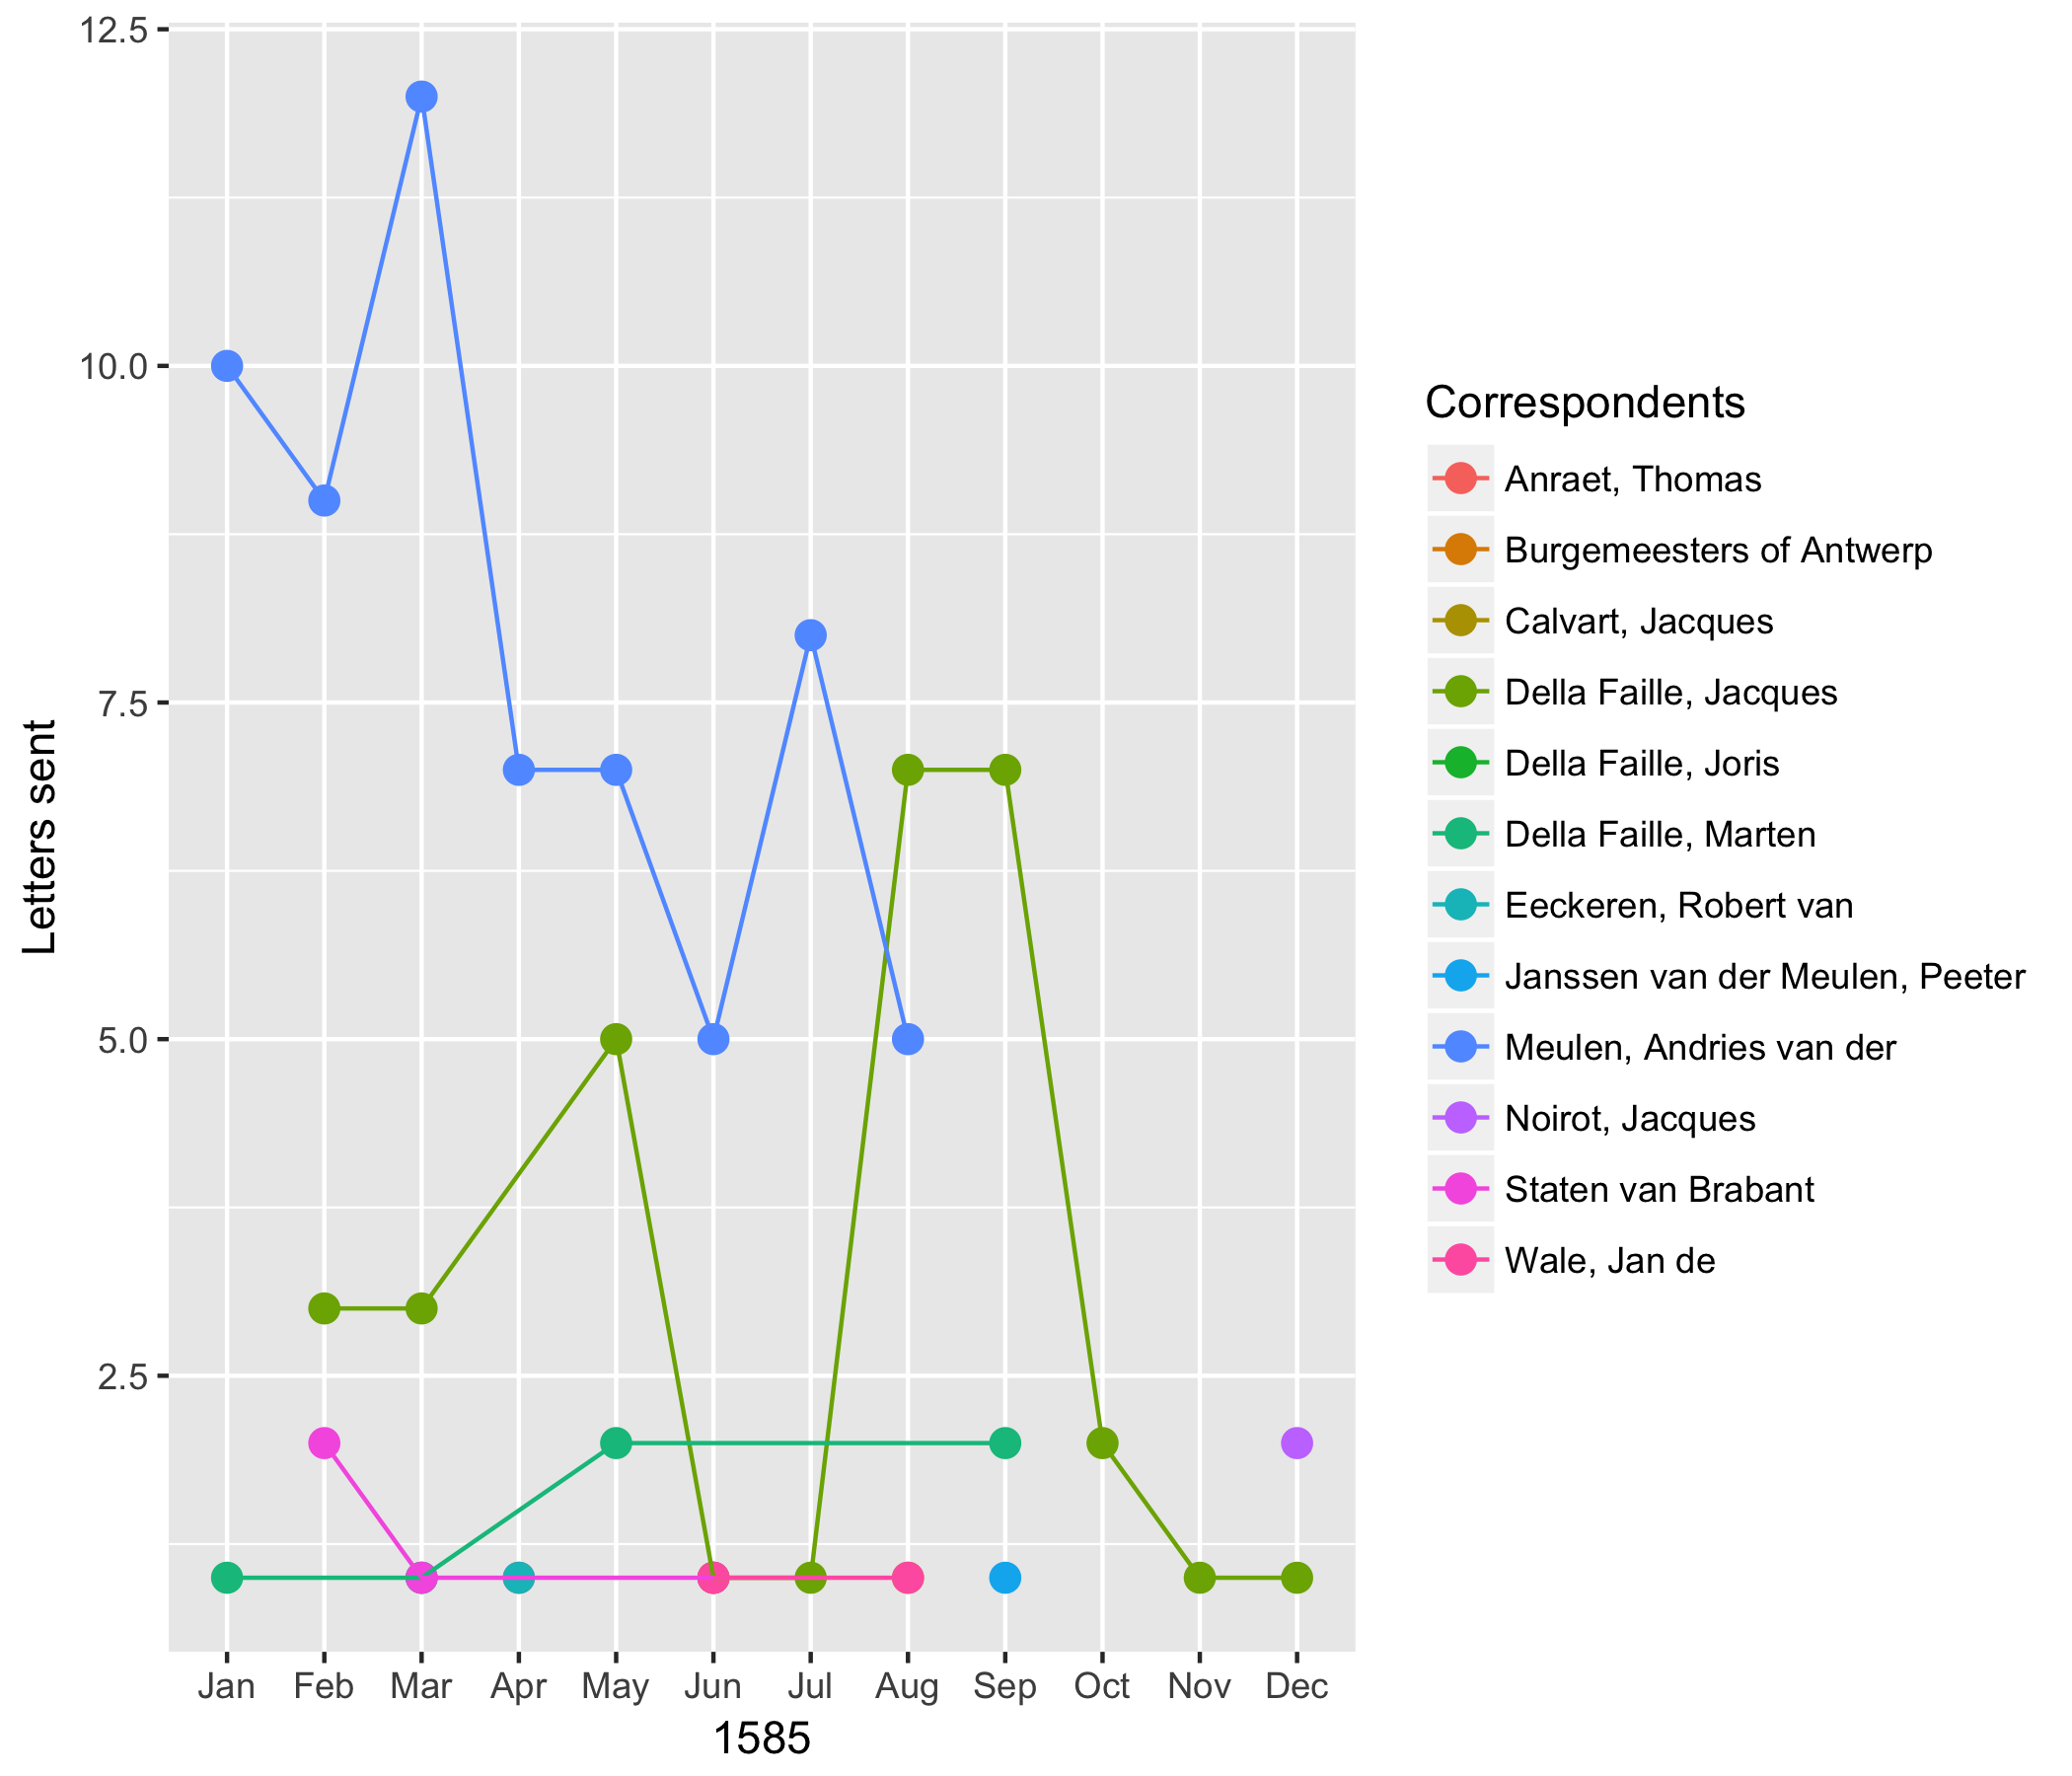 12.5
10.0
7.5
5.0
2.5
Letters sent
Jan Feb Mar Apr May Jun Jul Aug Sep Oct Nov Dec
1585
Correspondents
Anraet, Thomas
Burgemeesters of Antwerp
Calvart, Jacques
Della Faille, Jacques
Della Faille, Joris
Della Faille, Marten
Eeckeren, Robert van
Janssen van der Meulen, Peeter
Meulen, Andries van der
Noirot, Jacques
Staten van Brabant
Wale, Jan de